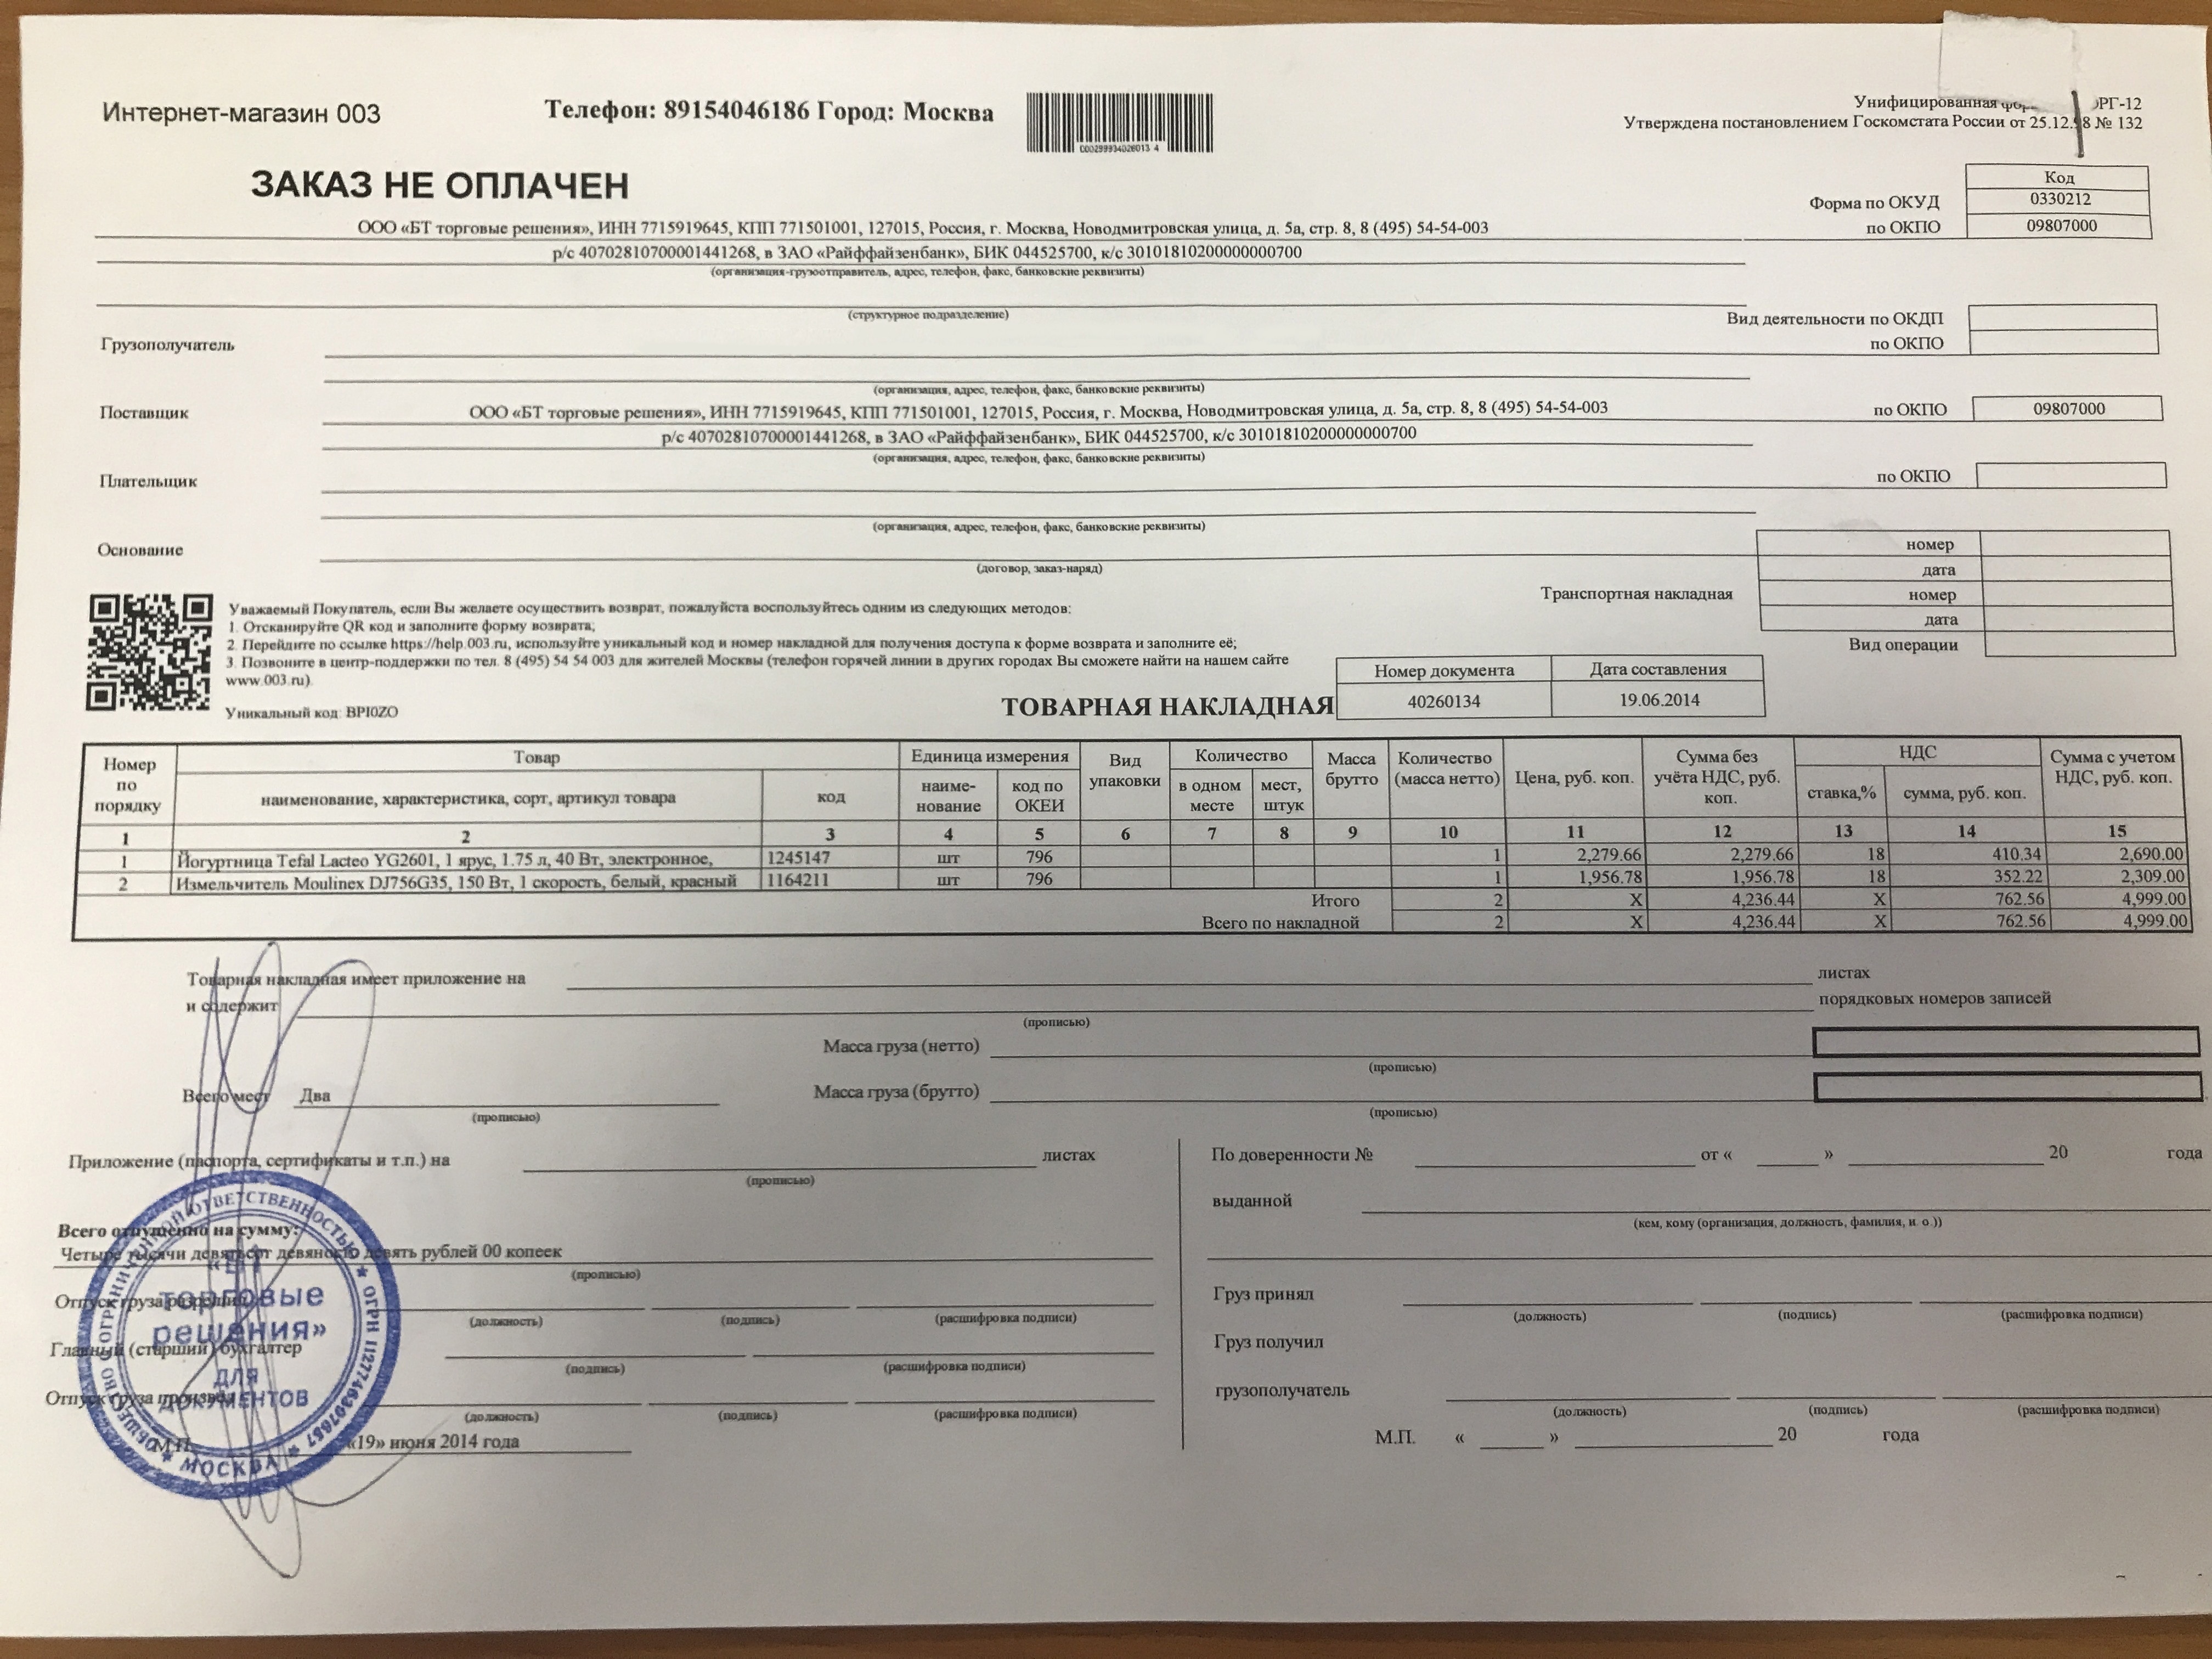 Интернет-магазин 003
Телефон: 89154046186 Город: Москва
Унифицированная РГ-12
Утверждена постановлением Госкомстата России от 25.12. 8 № 132
ЗАКАЗ НЕ ОПЛАЧЕН
Код
Форма по ОКУД 0330212
ООО «БТ торговые решения», ИНН 7715919645, КПП 771501001, 127015, Россия, г. Москва, Новодмитровская улица, д. 5а, стр. 8, 8 (495) 54-54-003 по ОКПО 09807000
р/с 40702810700001441268, в ЗАО «Райффайзенбанк», БИК 044525700, к/с 30101810200000000700
(организация-грузоотправитель, адрес, телефон, факс, банковские реквизиты)
(структурное подразделение)
Вид деятельности по ОКДП
Грузополучатель по ОКПО
(организация, адрес, телефон, факс, банковские реквизиты)
Поставщик ООО «БТ торговые решения», ИНН 7715919645, КПП 771501001, 127015, Россия, г. Москва, Новодмитровская улица, д. 5а, стр. 8, 8 (495) 54-54-003 по ОКПО 09807000
р/с 40702810700001441268, в ЗАО «Райффайзенбанк», БИК 044525700, к/с 30101810200000000700
(организация, адрес, телефон, факс, банковские реквизиты)
Плательщик по ОКПО
(организация, адрес, телефон, факс, банковские реквизиты)
Основание номер
(договор, заказ-наряд) дата
Транспортная накладная номер
дата
Вид операции
Уважаемый Покупатель, если Вы желаете осуществить возврат, пожалуйста воспользуйтесь одним из следующих методов:
1. Отсканируйте QR код и заполните форму возврата;
2. Перейдите по ссылке https://help.003.ru, используйте уникальный код и номер накладной для получения доступа к форме возврата и заполните её;
3. Позвоните в центр-поддержки по тел. 8 (495) 54 54 003 для жителей Москвы (телефон горячей линии в других городах Вы сможете найти на нашем сайте
www.003.ru)
Уникальный код: BPI0ZO
Номер документа Дата составления
ТОВАРНАЯ НАКЛАДНАЯ 40260134 19.06.2014
Номер по порядку Товар Единица измерения Вид упаковки Количество Масса брутто Количество (масса нетто) Цена, руб. коп. Сумма без учёта НДС, руб. коп. НДС Сумма с учетом НДС, руб. коп.
наименование, характеристика, сорт, артикул товара код наиме-нование код по ОКЕИ в одном месте мест, штук ставка,% сумма, руб. коп.
1 2 3 4 5 6 7 8 9 10 11 12 13 14 15
1 Йогуртница Tefal Lacteo YG2601, 1 ярус, 1.75 л, 40 Вт, электронное, 1245147 шт 796 1 2,279.66 2,279.66 18 410.34 2,690.00
2 Измельчитель Moulinex DJ756G35, 150 Вт, 1 скорость, белый, красный 1164211 шт 796 1 1,956.78 1,956.78 18 352.22 2,309.00
Итого 2 X 4,236.44 X 762.56 4,999.00
Всего по накладной 2 X 4,236.44 X 762.56 4,999.00
Товарная накладная имеет приложение на листах
и содержит порядковых номеров записей
(прописью)
Масса груза (нетто)
(прописью)
Всего мест Два Масса груза (брутто)
(прописью) (прописью)
Приложение (паспорта, сертификаты и т.п.) на листах
(прописью)
Всего отпущено на сумму:
Четыре тысячи девятьсот девяносто девять рублей 00 копеек
(прописью)
Отпуск груза разрешил
(должность) (подпись) (расшифровка подписи)
Главный (старший) бухгалтер
(подпись) (расшифровка подписи)
Отпуск груза произвел
(должность) (подпись) (расшифровка подписи)
М.П. «19» июня 2014 года
По доверенности № от « » 20 года
выданной
(кем, кому (организация, должность, фамилия, и. о.))
Груз принял
(должность) (подпись) (расшифровка подписи)
Груз получил
грузополучатель
(должность) (подпись) (расшифровка подписи)
М.П. « » 20 года
ОБЩЕСТВО С ОГРАНИЧЕННОЙ ОТВЕТСТВЕННОСТЬЮ ★ ОГРН 1127746397657 ★ МОСКВА ★
«БТ
торговые
решения»
ДЛЯ
ДОКУМЕНТОВ